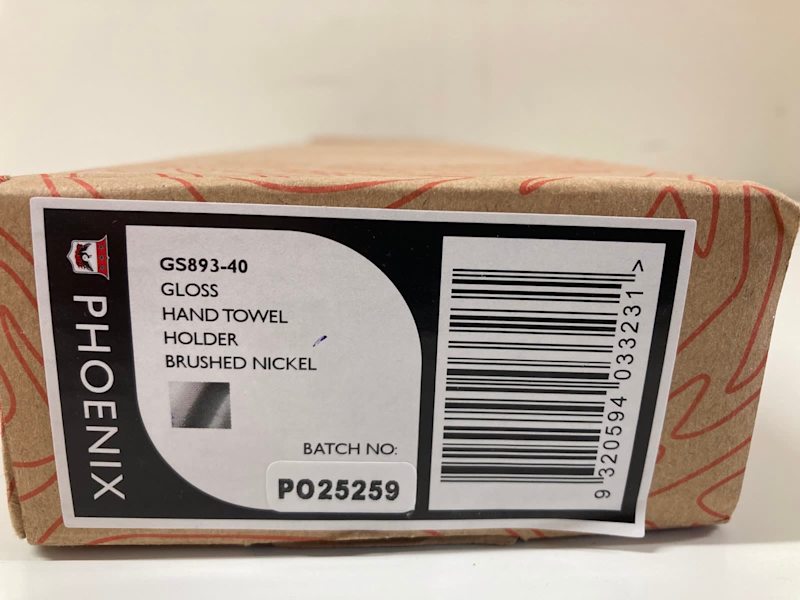 PHOENIX
GS893-40
GLOSS
HAND TOWEL
HOLDER
BRUSHED NICKEL
BATCH NO:
PO25259
9 320594 033231 >